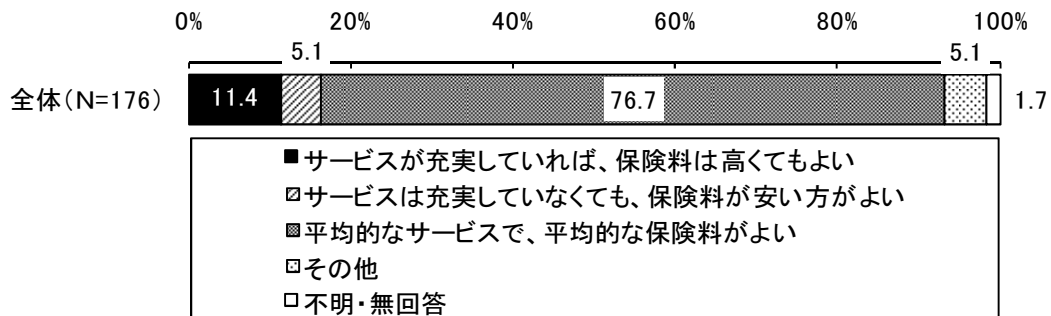 0% 20% 40% 60% 80% 100%
5.1 5.1
全体(N=176) 11.4 76.7 1.7
■サービスが充実していれば、保険料は高くてもよい
サービスは充実していなくても、保険料が安い方がよい
平均的なサービスで、平均的な保険料がよい
その他
□不明・無回答